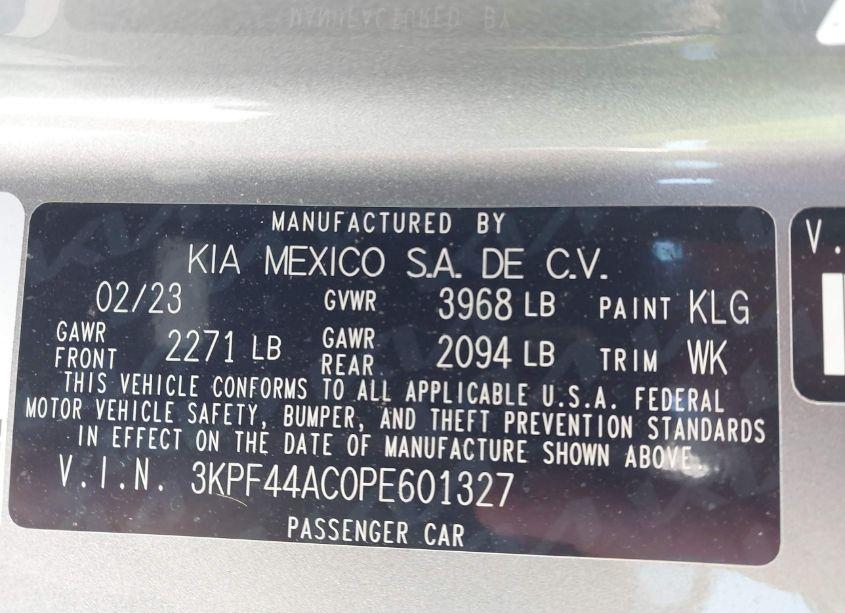 MANUFACTURED BY
MANUFACTURED BY
KIA MEXICO S.A. DE C.V.
02/23 GVWR 3968 LB PAINT KLG
GAWR FRONT 2271 LB GAWR REAR 2094 LB TRIM WK
THIS VEHICLE CONFORMS TO ALL APPLICABLE U.S.A. FEDERAL
MOTOR VEHICLE SAFETY, BUMPER, AND THEFT PREVENTION STANDARDS
IN EFFECT ON THE DATE OF MANUFACTURE SHOWN ABOVE.
V.I.N. 3KPF44AC0PE601327
PASSENGER CAR
V.